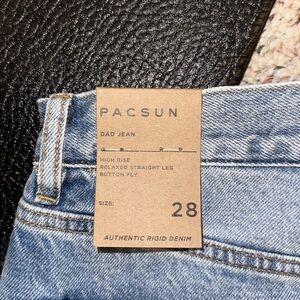 PACSUN
DAD JEAN
HIGH RISE
RELAXED STRAIGHT LEG
BUTTON FLY
SIZE:
28
AUTHENTIC RIGID DENIM